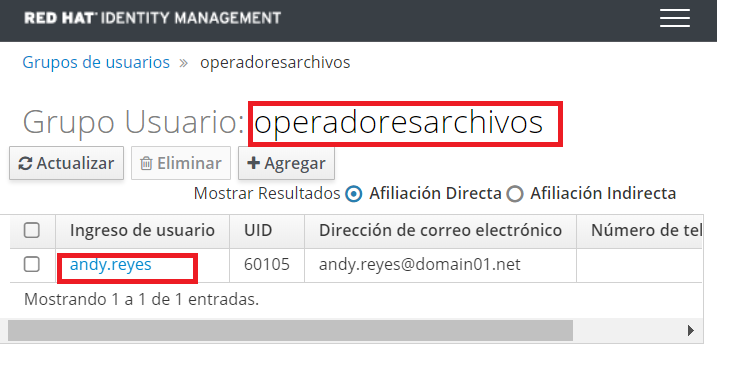 RED HAT IDENTITY MANAGEMENT
Grupos de usuarios » operadoresarchivos
Grupo Usuario: operadoresarchivos
Actualizar Eliminar Agregar
Mostrar Resultados Afiliación Directa Afiliación Indirecta
Ingreso de usuario UID Dirección de correo electrónico Número de tel
andy.reyes 60105 andy.reyes@domain01.net
Mostrando 1 a 1 de 1 entradas.